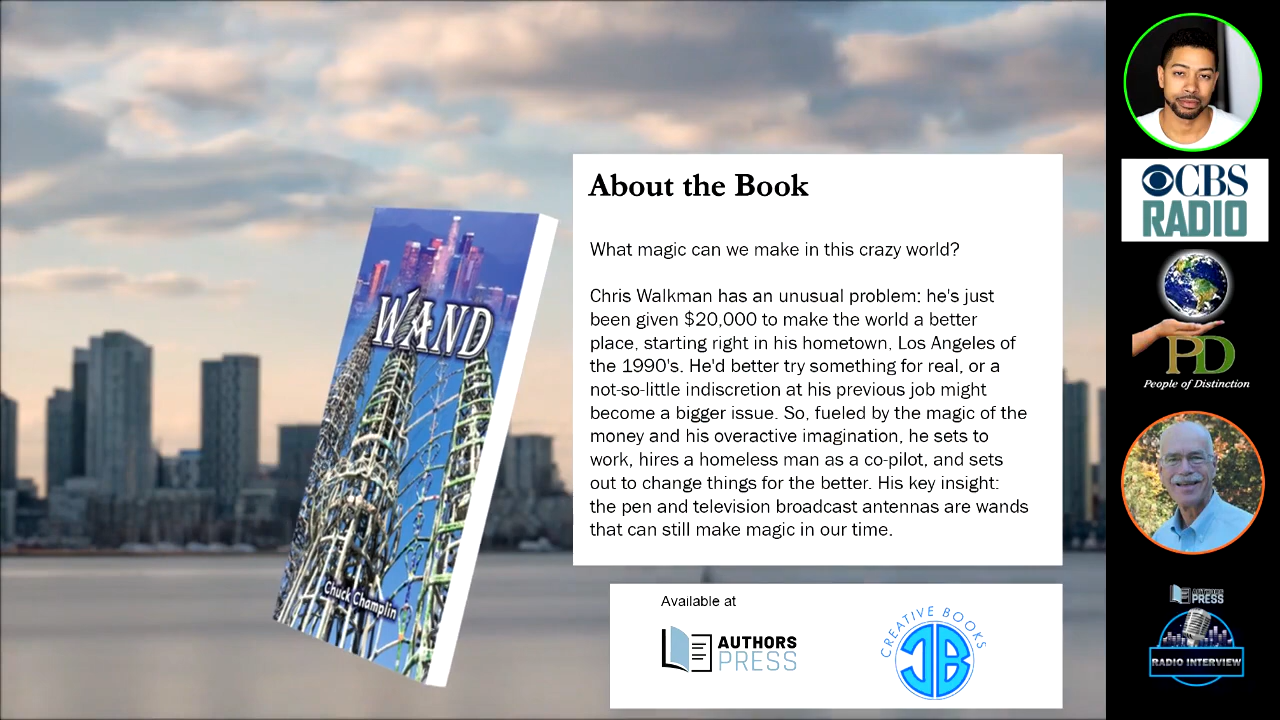 WAND
Chuck Champlin
About the Book
What magic can we make in this crazy world?
Chris Walkman has an unusual problem: he's just
been given $20,000 to make the world a better
place, starting right in his hometown, Los Angeles of
the 1990's. He'd better try something for real, or a
not-so-little indiscretion at his previous job might
become a bigger issue. So, fueled by the magic of the
money and his overactive imagination, he sets to
work, hires a homeless man as a co-pilot, and sets
out to change things for the better. His key insight:
the pen and television broadcast antennas are wands
that can still make magic in our time.
Available at
AUTHORS
PRESS
CREATIVE BOOKS
CB
CBS
RADIO
PD
People of Distinction
AUTHORS
PRESS
RADIO INTERVIEW